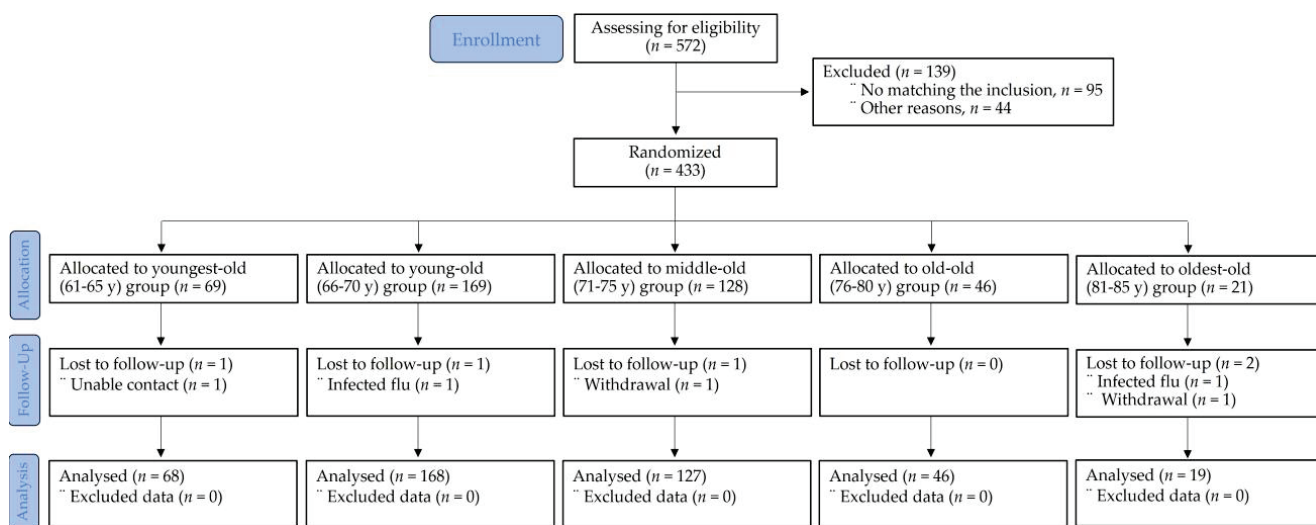 Enrollment
Assessing for eligibility
(n = 572)
Excluded (n = 139)
¨ No matching the inclusion, n = 95
¨ Other reasons, n = 44
Randomized
(n = 433)
Allocation
Allocated to youngest-old
(61-65 y) group (n = 69)
Allocated to young-old
(66-70 y) group (n = 169)
Allocated to middle-old
(71-75 y) group (n = 128)
Allocated to old-old
(76-80 y) group (n = 46)
Allocated to oldest-old
(81-85 y) group (n = 21)
Follow-Up
Lost to follow-up (n = 1)
¨ Unable contact (n = 1)
Lost to follow-up (n = 1)
¨ Infected flu (n = 1)
Lost to follow-up (n = 1)
¨ Withdrawal (n = 1)
Lost to follow-up (n = 0)
Lost to follow-up (n = 2)
¨ Infected flu (n = 1)
¨ Withdrawal (n = 1)
Analysis
Analysed (n = 68)
¨ Excluded data (n = 0)
Analysed (n = 168)
¨ Excluded data (n = 0)
Analysed (n = 127)
¨ Excluded data (n = 0)
Analysed (n = 46)
¨ Excluded data (n = 0)
Analysed (n = 19)
¨ Excluded data (n = 0)